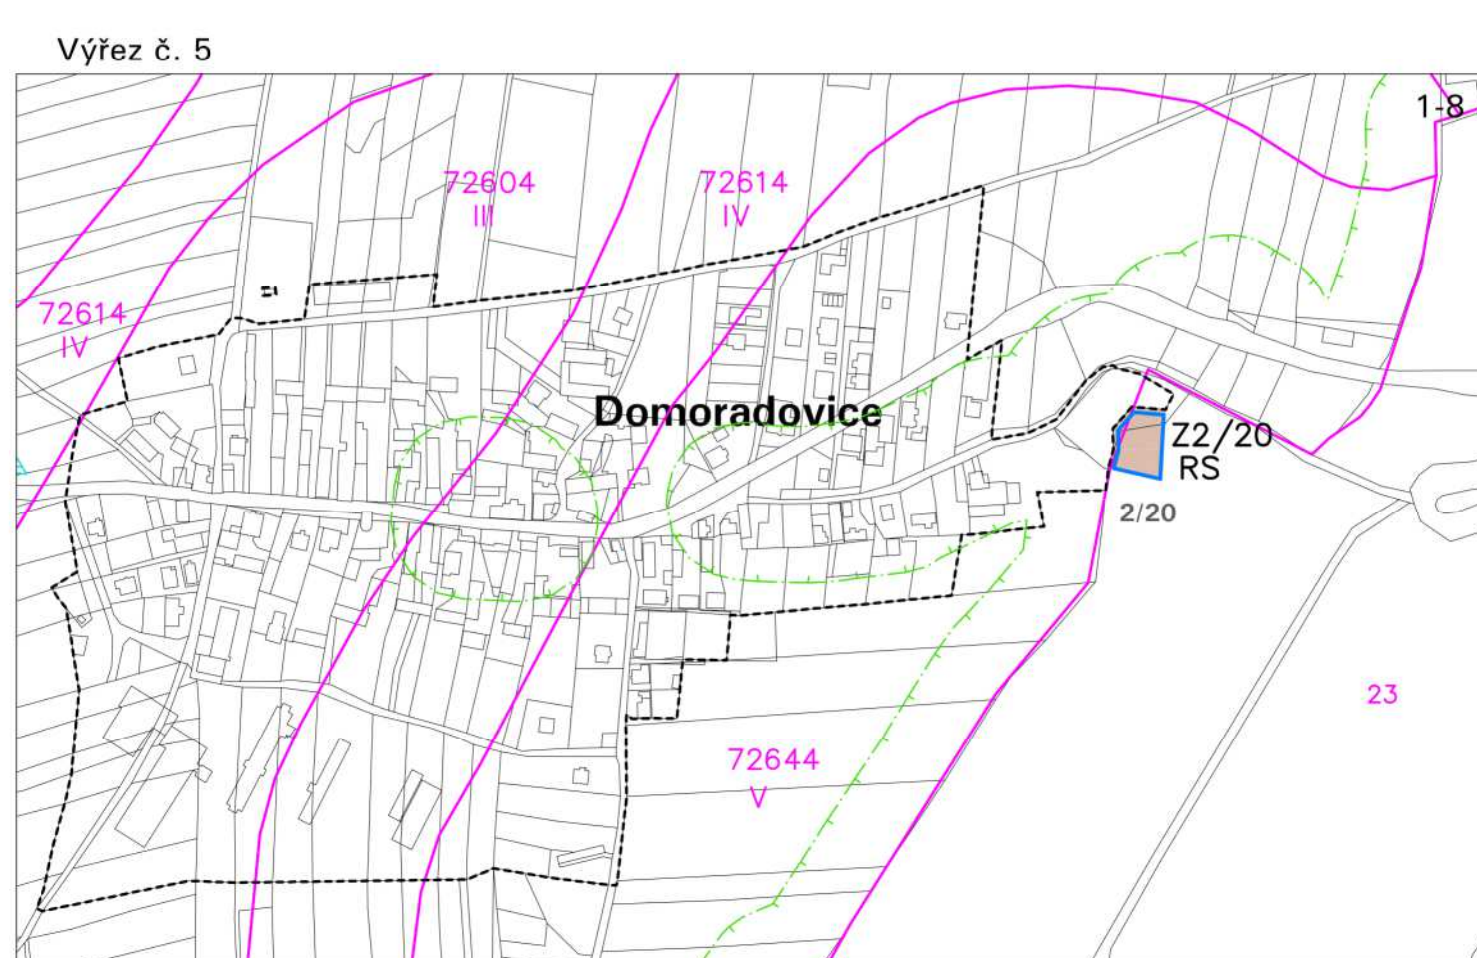 Výřez č. 5
1-8
72604
III
72614
IV
72614
IV
Domoradovice
Z2/20
RS
2/20
23
72644
V